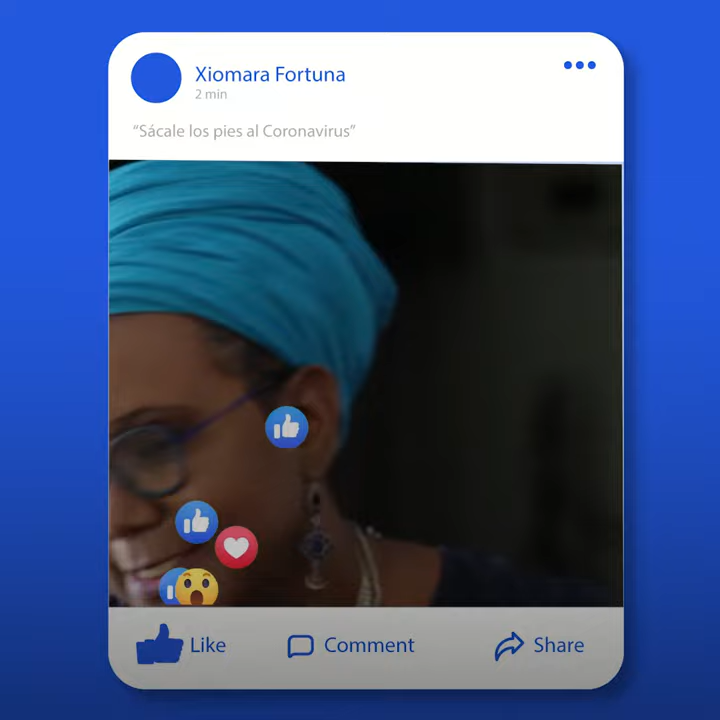 Xiomara Fortuna
2 min
“Sácale los pies al Coronavirus”
Like
Comment
Share